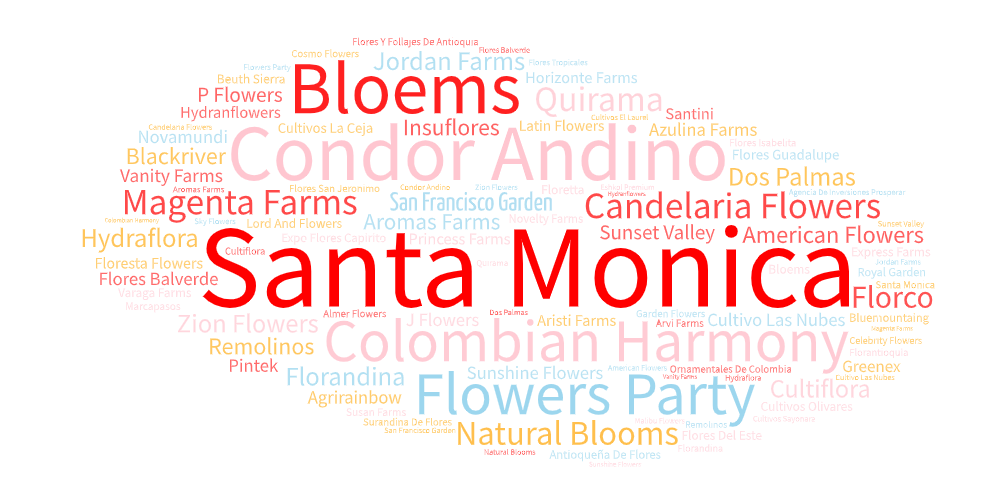 Flores Y Follajes De Antioquia
Flures Balverde
Cosmo Flowers
Jordan Farms
Flores Tropicales
Flowers Party
Bloems
Beuth Sierra
Horizonte Farms
P Flowers
Quirama
Hydranflowers
Santini
Cultivos El Laurel
Candelaria Flowers
Cultivos La Ceja
Insuflores
Latin Flowers
Azulina Farms
Novamundi
Condor Andino
Flores Isabelita
Blackriver
Flores Guadalupe
Vanity Farms
Dos Palmas
Aromas Farms
Flores San Jeronimo
Condor Andino
Zion Flowers
Floretta
Hydranflowers
Agencia De Inversiones Prosperar
Magenta Farms
San Francisco Garden
Candelaria Flowers
Colombian Harmony
Sky Flowers
Lord And Flowers
Aromas Farms
Novelty Farms
Sunset Valley
Hydraflora
Expo Flores Capirito
Princess Farms
Sunset Valley
American Flowers
Cultiflora
Santa Monica
Express Farms
Floresta Flowers
Quirama
Jordan Farms
Bloems
Royal Garden
Flores Balverde
Santa Monica
Varaga Farms
Florco
Marcapasos
Almer Flowers
Dos Palmas
Garden Flowers
Zion Flowers
J Flowers
Aristi Farms
Arvi Farms
Cultivo Las Nubes
Bluemountaing
Colombian Harmony
Magenta Farms
Celebrity Flowers
Remolinos
Florantioquia
Pintek
Sunshine Flowers
American Flowers
Ornamentales De Colombia
Greenex
Florandina
Vanity Farms
Hydraflora
Cultivo Las Nubes
Flowers Party
Cultiflora
Agrirainbow
Susan Farms
Cultivos Olivares
Surandina De Flores
Remolinos
San Francisco Garden
Natural Blooms
Flores Del Este
Natural Blooms
Antioqueña De Flores
Florandina
Sunshine Flowers